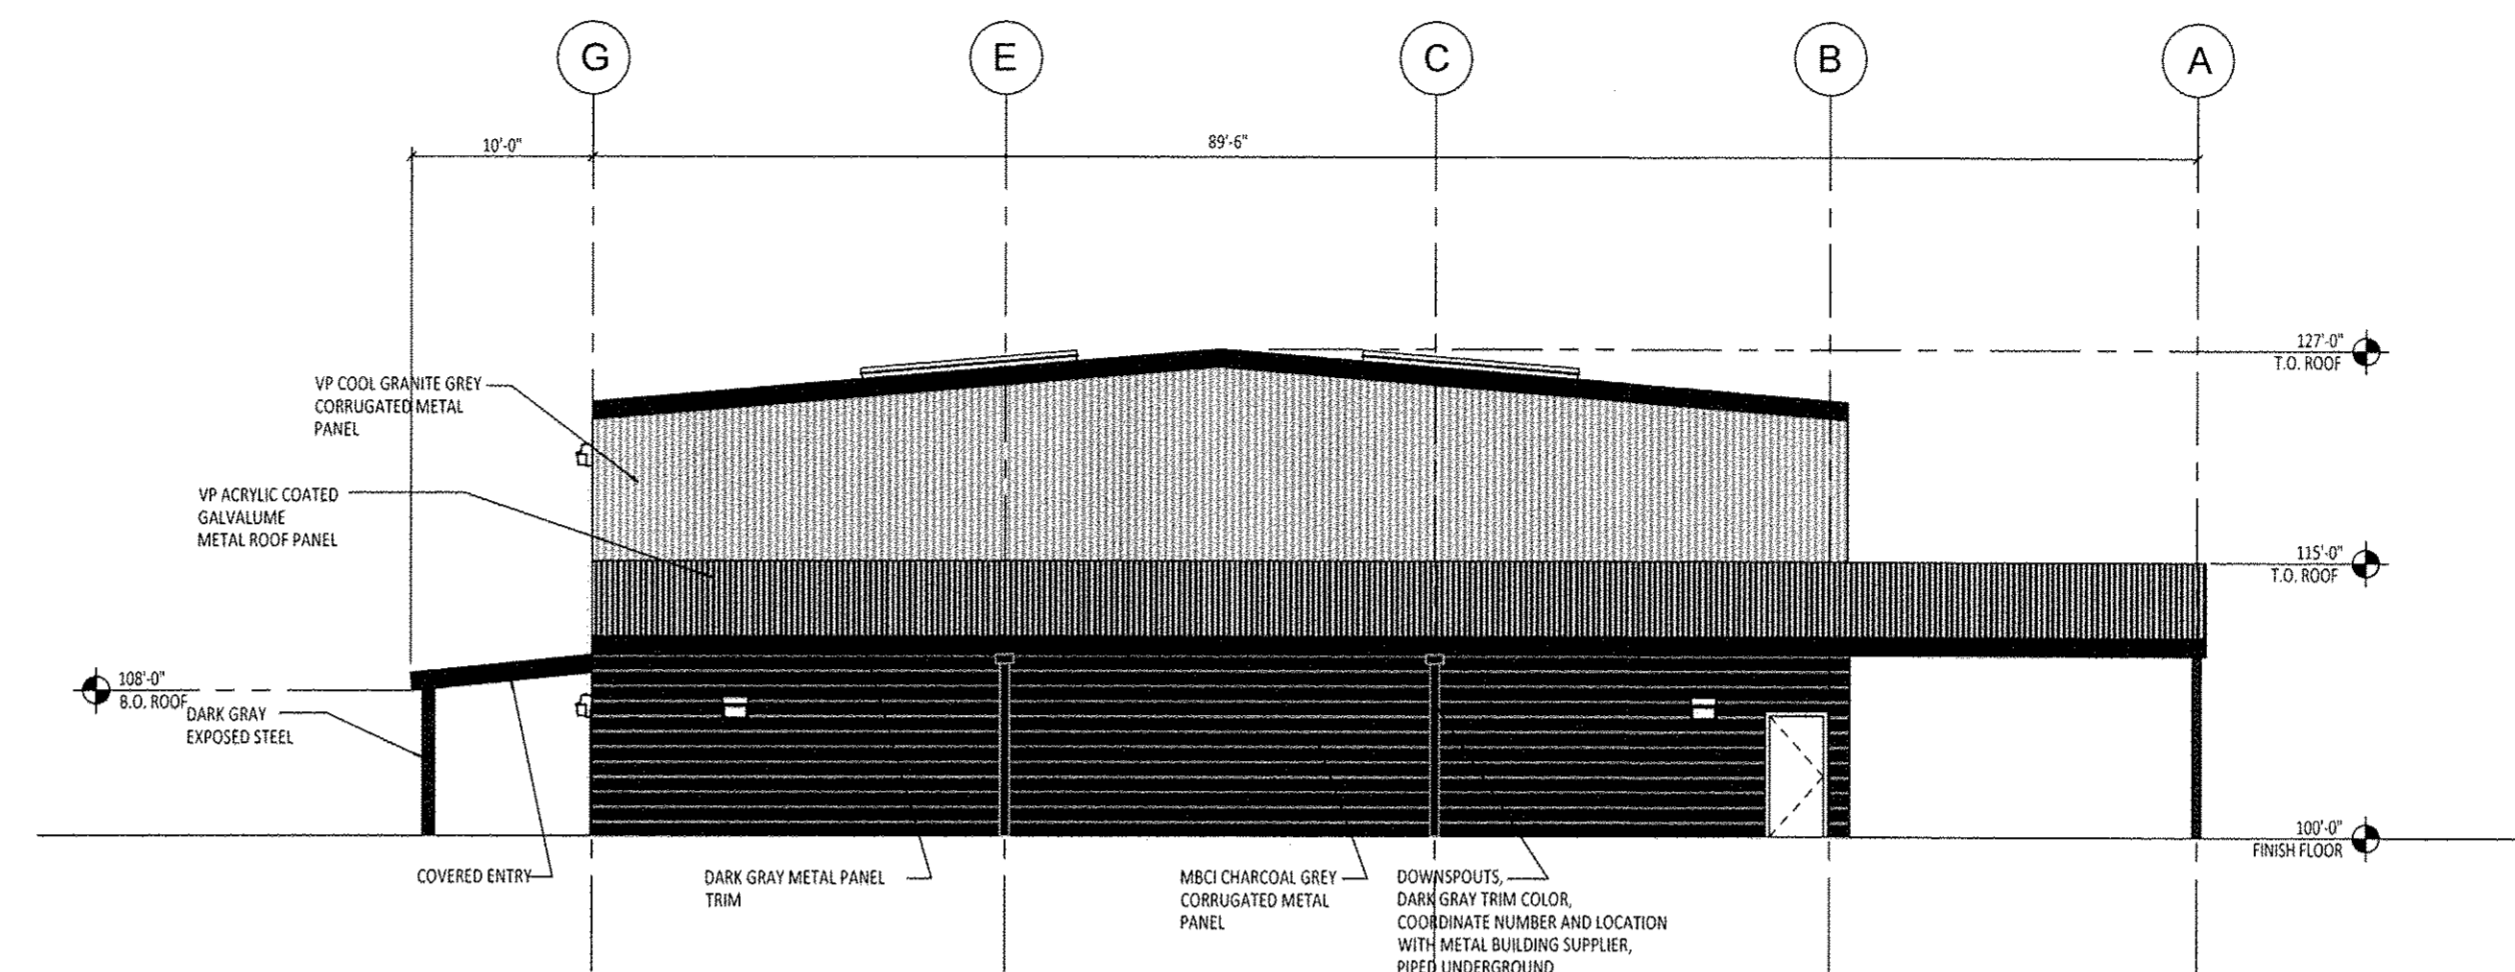 G E C B A
10'-0" 89'-6"
127'-0"
T.O. ROOF
VP COOL GRANITE GREY
CORRUGATED METAL
PANEL
VP ACRYLIC COATED
GALVALUME
METAL ROOF PANEL
115'-0"
T.O. ROOF
108'-0"
B.O. ROOF
DARK GRAY
EXPOSED STEEL
100'-0"
FINISH FLOOR
COVERED ENTRY
DARK GRAY METAL PANEL
TRIM
MBCI CHARCOAL GREY
CORRUGATED METAL
PANEL
DOWNSPOUTS,
DARK GRAY TRIM COLOR,
COORDINATE NUMBER AND LOCATION
WITH METAL BUILDING SUPPLIER,
PIPED UNDERGROUND